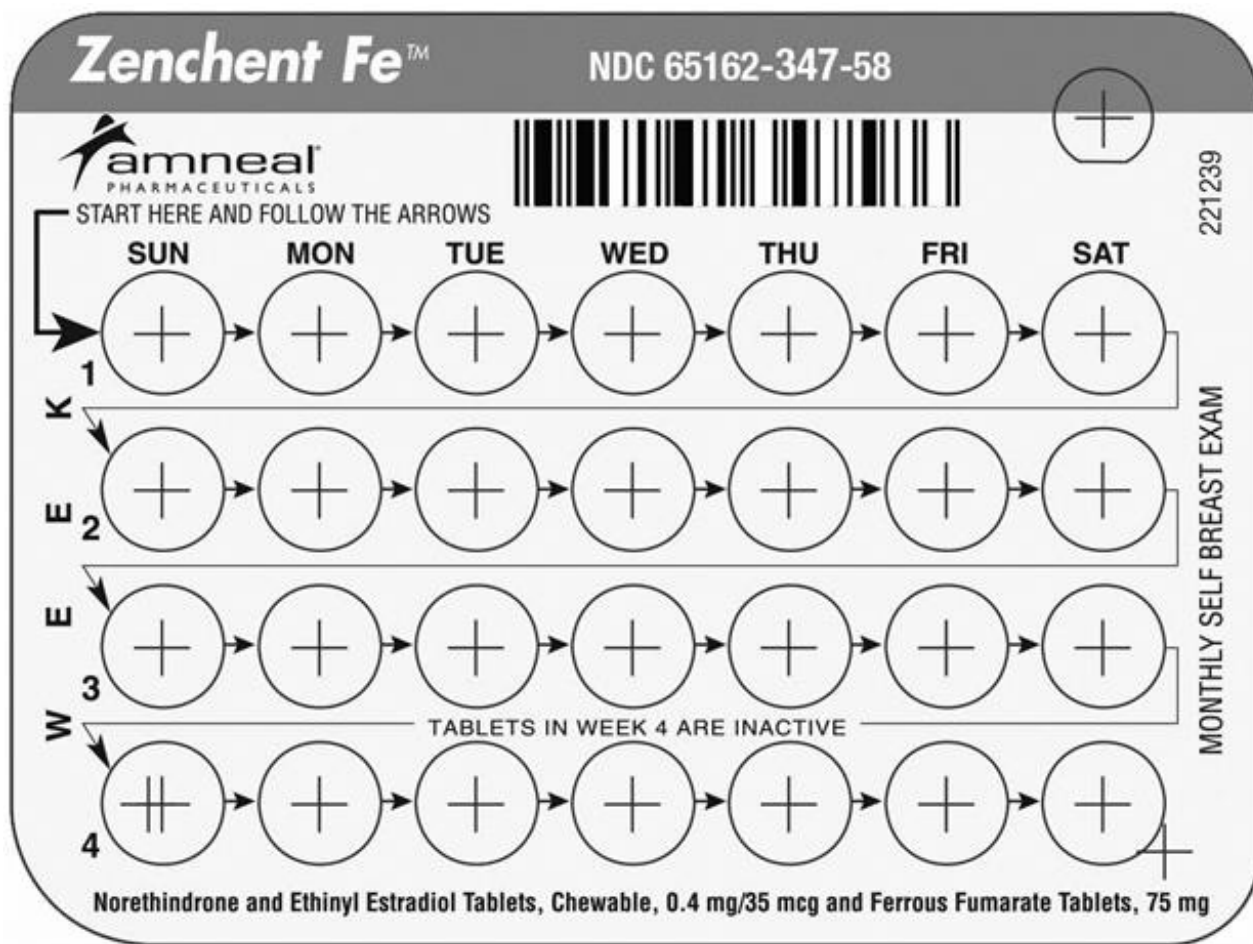 Zenchent Fe™ NDC 65162-347-58
amneal®
PHARMACEUTICALS
221239
START HERE AND FOLLOW THE ARROWS
SUN MON TUE WED THU FRI SAT
WEEK
1
2
3
TABLETS IN WEEK 4 ARE INACTIVE
4
MONTHLY SELF BREAST EXAM
Norethindrone and Ethinyl Estradiol Tablets, Chewable, 0.4 mg/35 mcg and Ferrous Fumarate Tablets, 75 mg